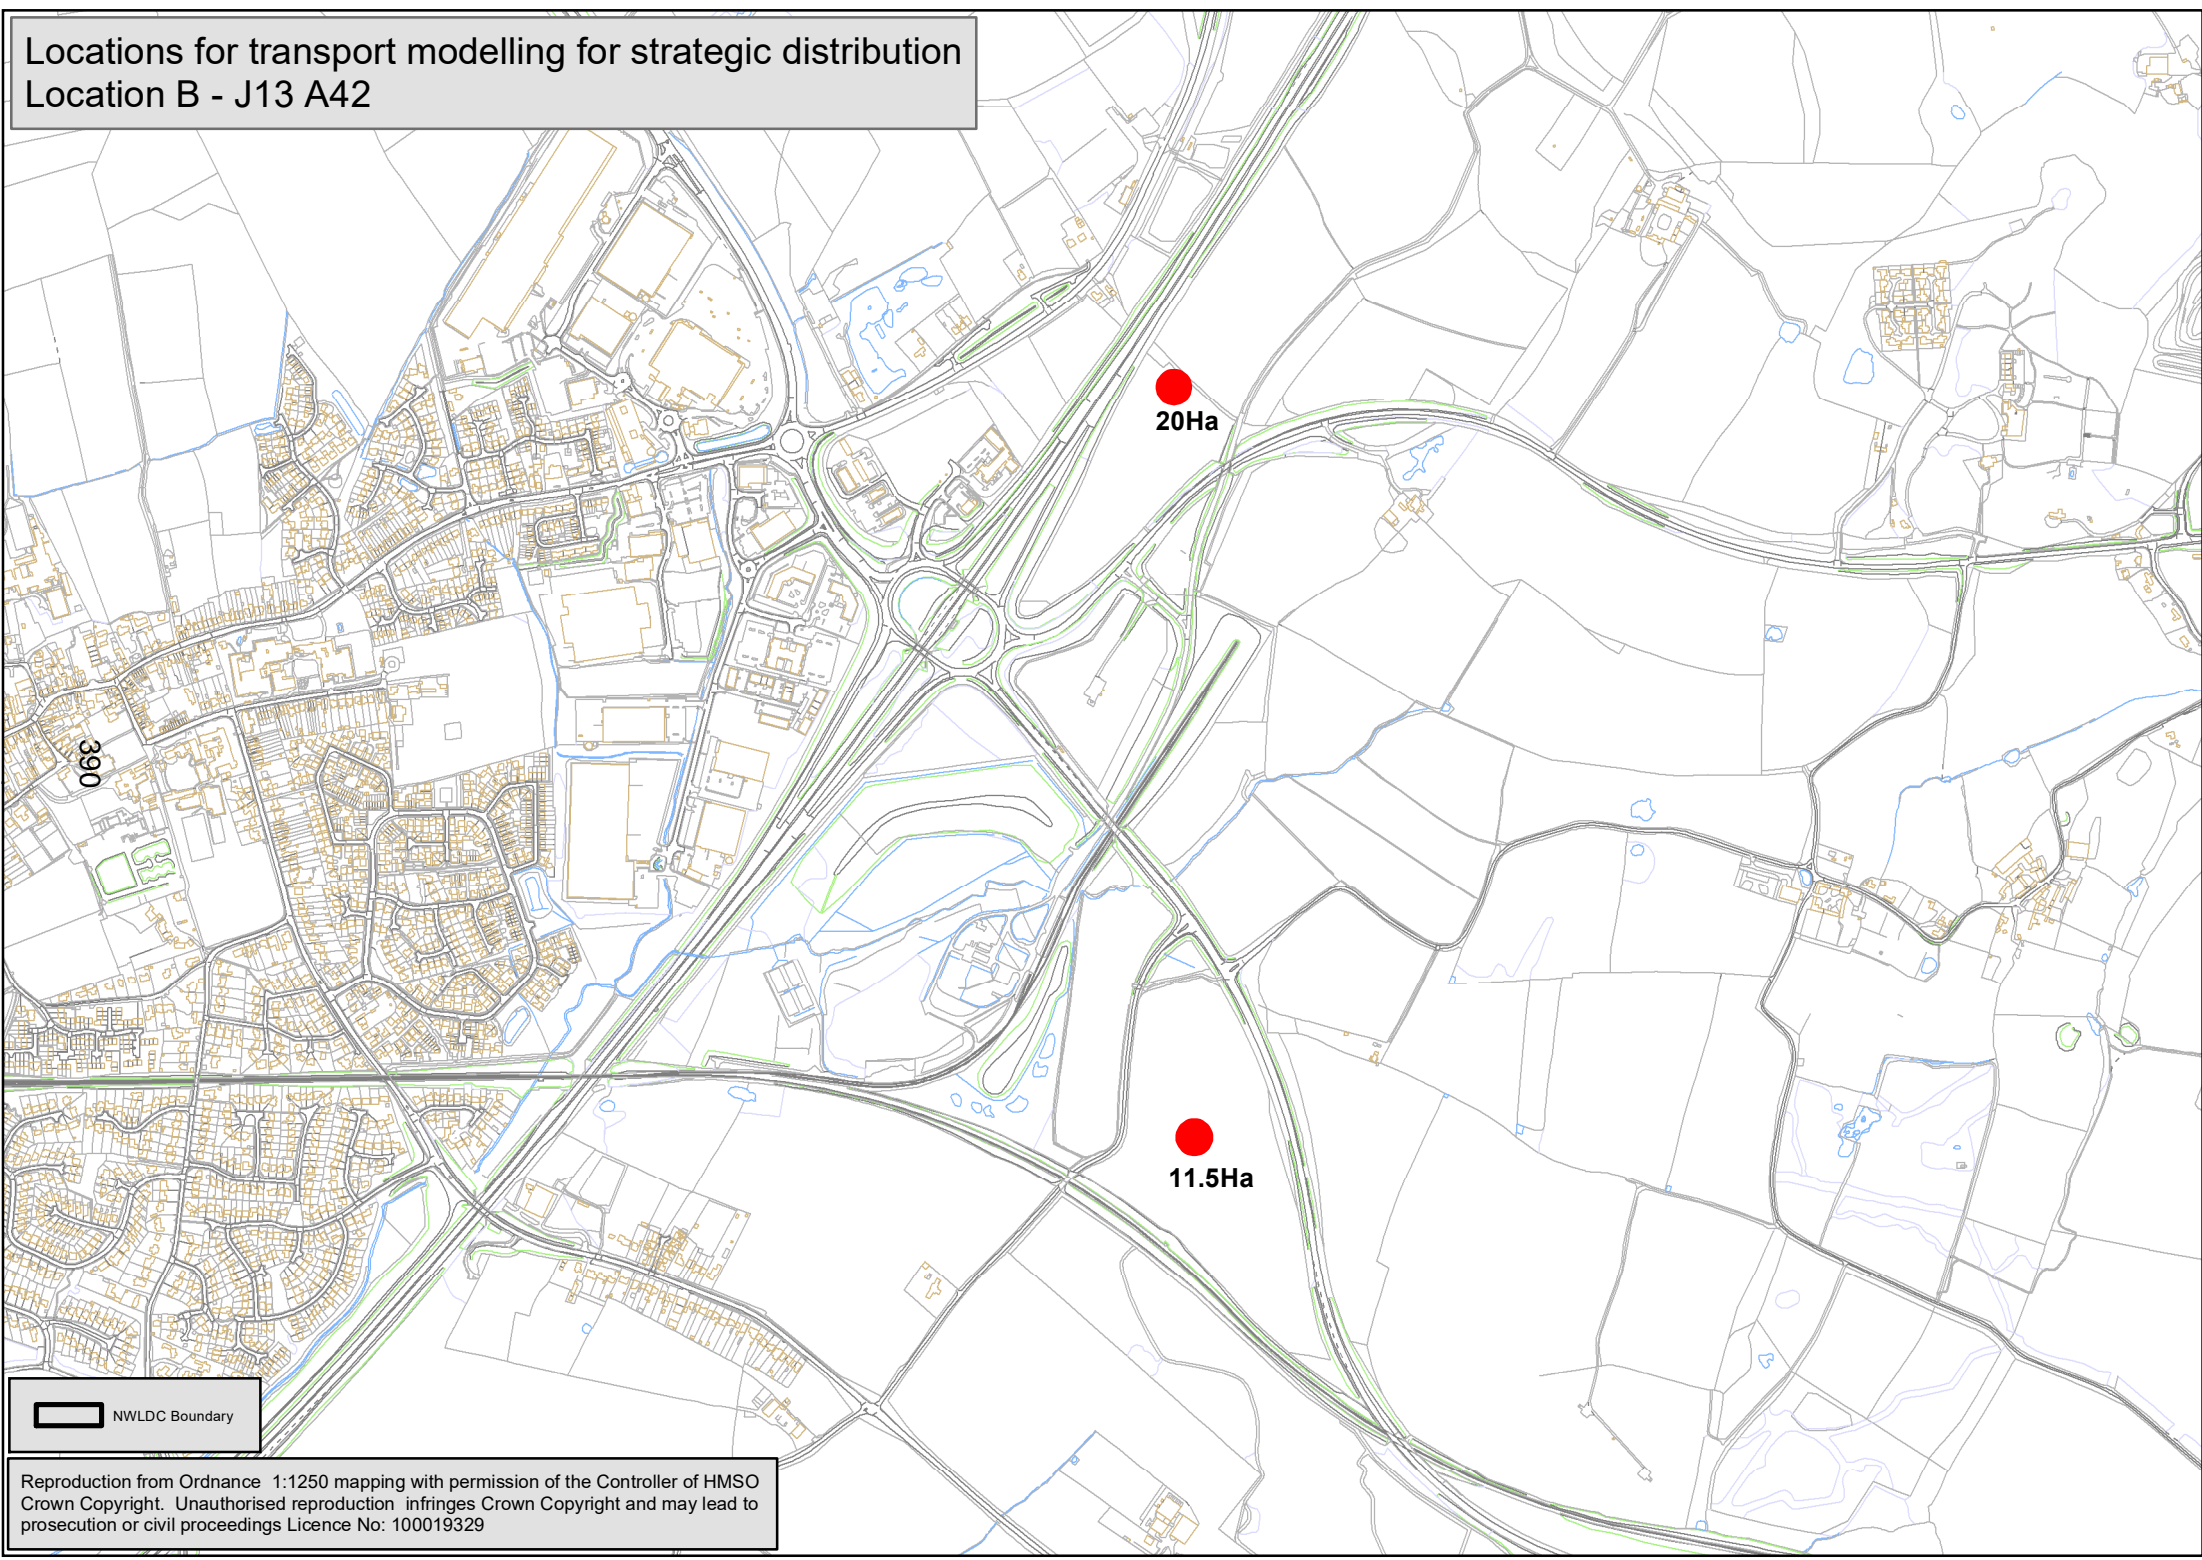 Locations for transport modelling for strategic distribution
Location B - J13 A42
20Ha
390
11.5Ha
NWLDC Boundary
Reproduction from Ordnance 1:1250 mapping with permission of the Controller of HMSO
Crown Copyright. Unauthorised reproduction infringes Crown Copyright and may lead to
prosecution or civil proceedings Licence No: 100019329